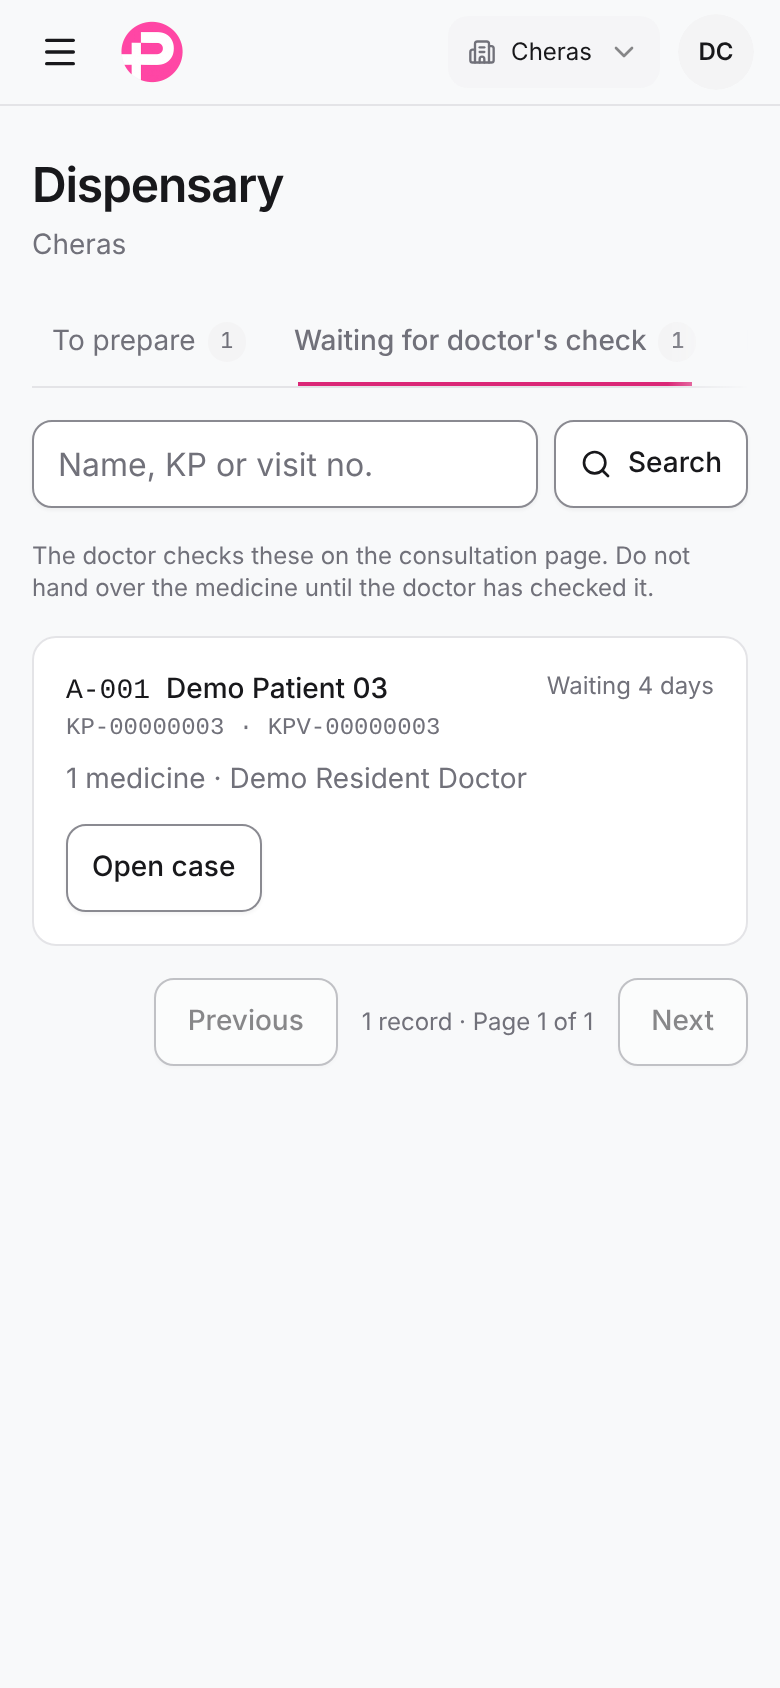 Cheras
DC
Dispensary
Cheras
To prepare 1
Waiting for doctor's check 1
Name, KP or visit no.
Search
The doctor checks these on the consultation page. Do not
hand over the medicine until the doctor has checked it.
A-001 Demo Patient 03
Waiting 4 days
KP-00000003 · KPV-00000003
1 medicine · Demo Resident Doctor
Open case
Previous
1 record · Page 1 of 1
Next